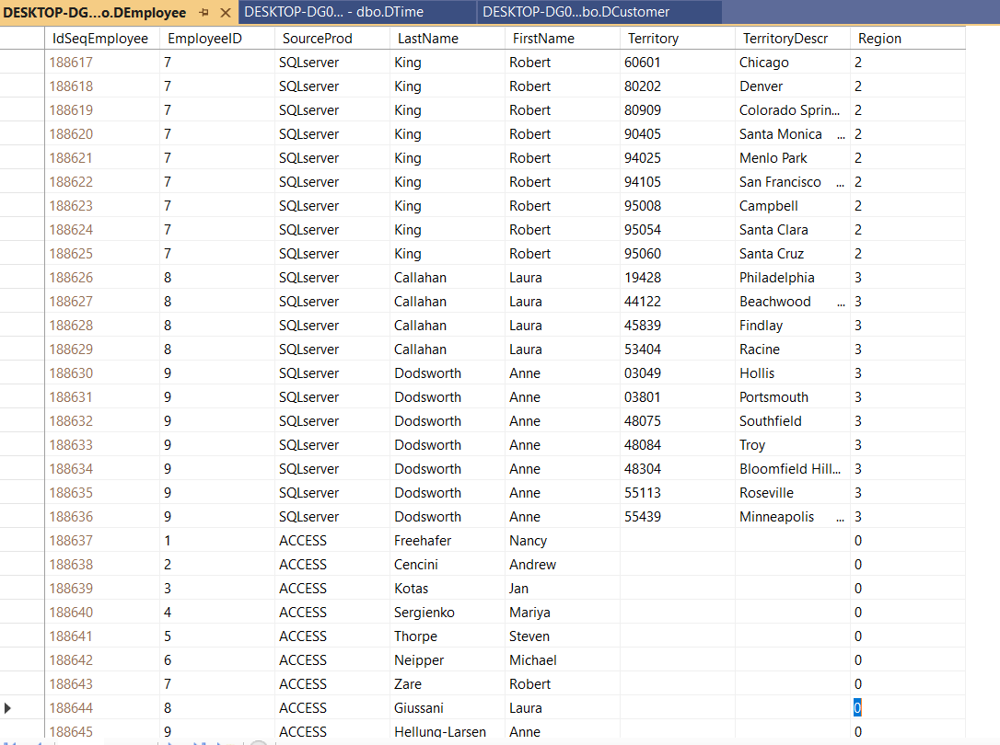 DESKTOP-DG...o.DEmployee DESKTOP-DG0... - dbo.DTime DESKTOP-DG0...bo.DCustomer
IdSeqEmployee EmployeeID SourceProd LastName FirstName Territory TerritoryDescr Region
188617 7 SQLserver King Robert 60601 Chicago 2
188618 7 SQLserver King Robert 80202 Denver 2
188619 7 SQLserver King Robert 80909 Colorado Sprin... 2
188620 7 SQLserver King Robert 90405 Santa Monica ... 2
188621 7 SQLserver King Robert 94025 Menlo Park 2
188622 7 SQLserver King Robert 94105 San Francisco ... 2
188623 7 SQLserver King Robert 95008 Campbell 2
188624 7 SQLserver King Robert 95054 Santa Clara 2
188625 7 SQLserver King Robert 95060 Santa Cruz 2
188626 8 SQLserver Callahan Laura 19428 Philadelphia 3
188627 8 SQLserver Callahan Laura 44122 Beachwood ... 3
188628 8 SQLserver Callahan Laura 45839 Findlay 3
188629 8 SQLserver Callahan Laura 53404 Racine 3
188630 9 SQLserver Dodsworth Anne 03049 Hollis 3
188631 9 SQLserver Dodsworth Anne 03801 Portsmouth 3
188632 9 SQLserver Dodsworth Anne 48075 Southfield 3
188633 9 SQLserver Dodsworth Anne 48084 Troy 3
188634 9 SQLserver Dodsworth Anne 48304 Bloomfield Hill... 3
188635 9 SQLserver Dodsworth Anne 55113 Roseville 3
188636 9 SQLserver Dodsworth Anne 55439 Minneapolis ... 3
188637 1 ACCESS Freehafer Nancy 0
188638 2 ACCESS Cencini Andrew 0
188639 3 ACCESS Kotas Jan 0
188640 4 ACCESS Sergienko Mariya 0
188641 5 ACCESS Thorpe Steven 0
188642 6 ACCESS Neipper Michael 0
188643 7 ACCESS Zare Robert 0
188644 8 ACCESS Giussani Laura 0
188645 9 ACCESS Hellung-Larsen Anne 0